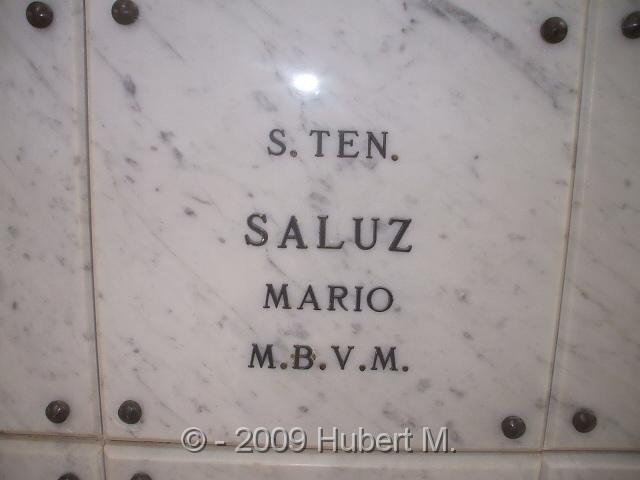 S. TEN.
SALUZ
MARIO
M.B.V.M.
© - 2009 Hubert M.